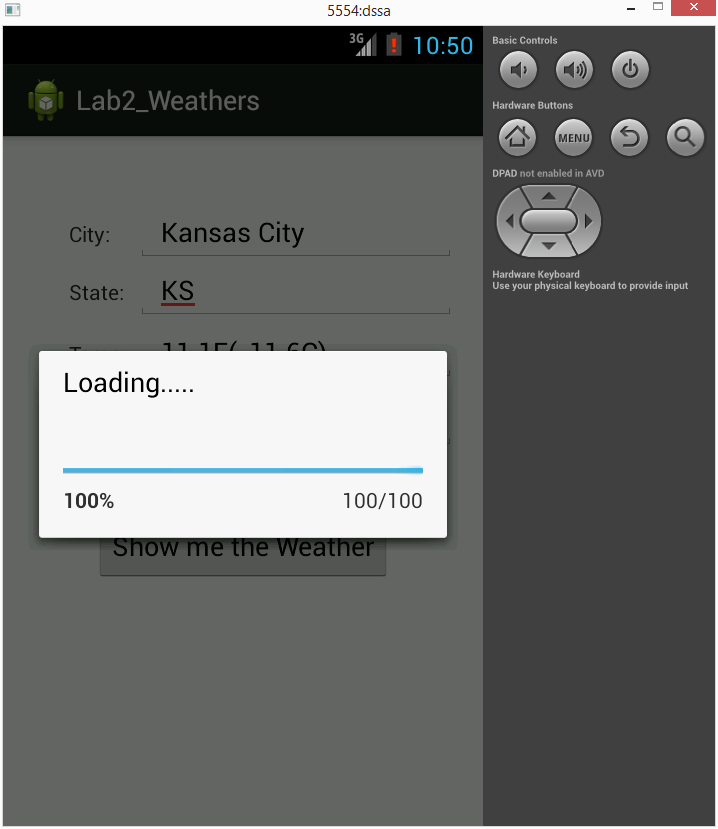 5554:dssa
3G 10:50
Lab2_Weathers
City: Kansas City
State: KS
Loading.....
100% 100/100
Show me the Weather
Basic Controls
Hardware Buttons
MENU
DPAD not enabled in AVD
Hardware Keyboard
Use your physical keyboard to provide input